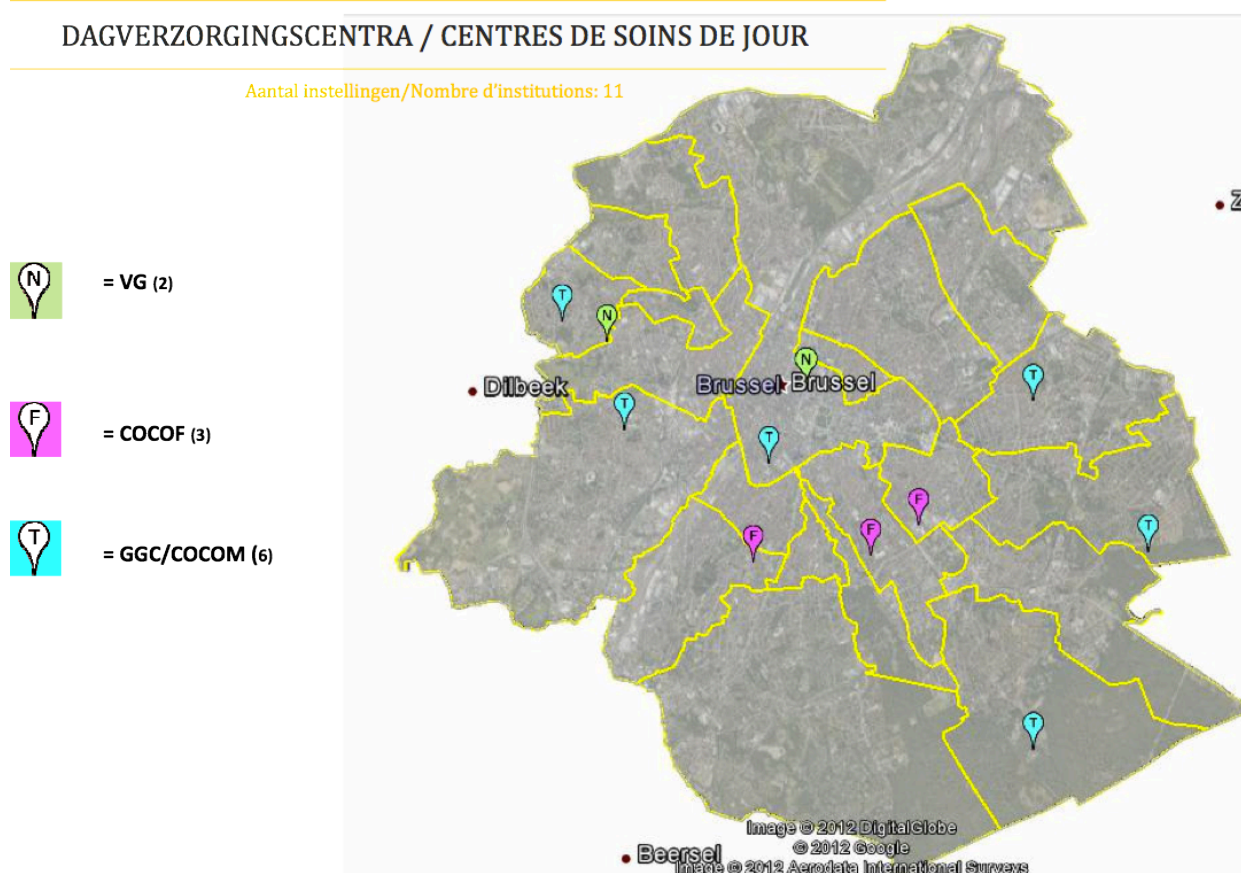 DAGVERZORGINGSCENTRA / CENTRES DE SOINS DE JOUR
Aantal instellingen/Nombre d'institutions: 11
Z
N
= VG (2)
T
N
N
Dilbeek
Brussel
Brussel
T
T
F
= COCOF (3)
T
T
F
F
F
T
T
= GGC/COCOM (6)
T
Image © 2012 DigitalGlobe
© 2012 Google
Beersel
Image © 2012 Aerodata International Surveys